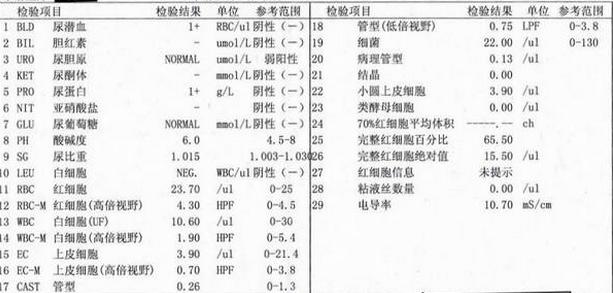 检验项目 检验结果 单位 参考范围
1 BLD 尿潜血 1+ RBC/ul 阴性(—)
2 BIL 胆红素 - umol/L 阴性(—)
3 URO 尿胆原 NORMAL umol/L 弱阳性
4 KET 尿酮体 - mmol/L 阴性(—)
5 PRO 尿蛋白 1+ g/L 阴性(—)
6 NIT 亚硝酸盐 - 阴性(—)
7 GLU 尿葡萄糖 NORMAL mmol/L 阴性(—)
8 PH 酸碱度 6.0 4.5-8
9 SG 尿比重 1.015 1.003-1.030
10 LEU 白细胞 NEG. WBC/ul 阴性(—)
11 RBC 红细胞 23.70 /ul 0-25
12 RBC-M 红细胞(高倍视野) 4.30 HPF 0-4.5
13 WBC 白细胞(UF) 10.60 /ul 0-30
14 WBC-M 白细胞(高倍视野) 1.90 HPF 0-5.4
15 EC 上皮细胞 3.90 /ul 0-21.4
16 EC-M 上皮细胞(高倍视野) 0.70 HPF 0-3.8
17 CAST 管型 0.26 0-1.3
检验项目 检验结果 单位 参考范围
18 管型(低倍视野) 0.75 LPF 0-3.8
19 细菌 22.00 /ul 0-130
20 病理管型 0.13 /ul
21 结晶 0.00
22 小圆上皮细胞 3.90 /ul
23 类酵母细胞 0.00 /ul
24 70%红细胞平均体积 -----.-- ch
25 完整红细胞百分比 65.50
26 完整红细胞绝对值 15.50 /ul
27 红细胞信息 未提示
28 粘液丝数量 0.00 /ul
29 电导率 10.70 mS/cm